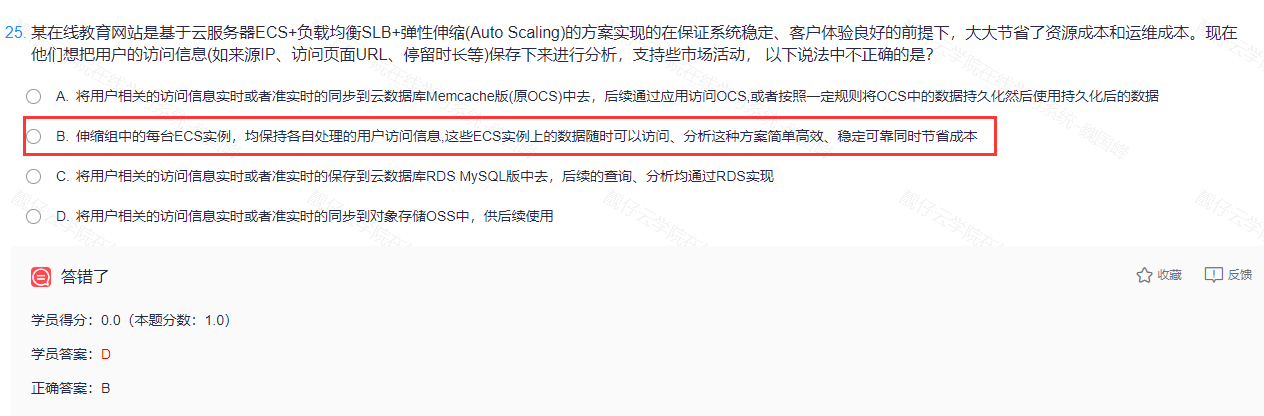 25. 某在线教育网站是基于云服务器ECS+负载均衡SLB+弹性伸缩(Auto Scaling)的方案实现的在保证系统稳定、客户体验良好的前提下，大大节省了资源成本和运维成本。现在
他们想把用户的访问信息(如来源IP、访问页面URL、停留时长等)保存下来进行分析，支持些市场活动， 以下说法中不正确的是?
A. 将用户相关的访问信息实时或者准实时的同步到云数据库Memcache版(原OCS)中去，后续通过应用访问OCS,或者按照一定规则将OCS中的数据持久化然后使用持久化后的数据
B. 伸缩组中的每台ECS实例，均保持各自处理的用户访问信息,这些ECS实例上的数据随时可以访问、分析这种方案简单高效、稳定可靠同时节省成本
C. 将用户相关的访问信息实时或者准实时的保存到云数据库RDS MySQL版中去，后续的查询、分析均通过RDS实现
D. 将用户相关的访问信息实时或者准实时的同步到对象存储OSS中，供后续使用
答错了
收藏
反馈
学员得分：0.0（本题分数：1.0）
学员答案：D
正确答案：B